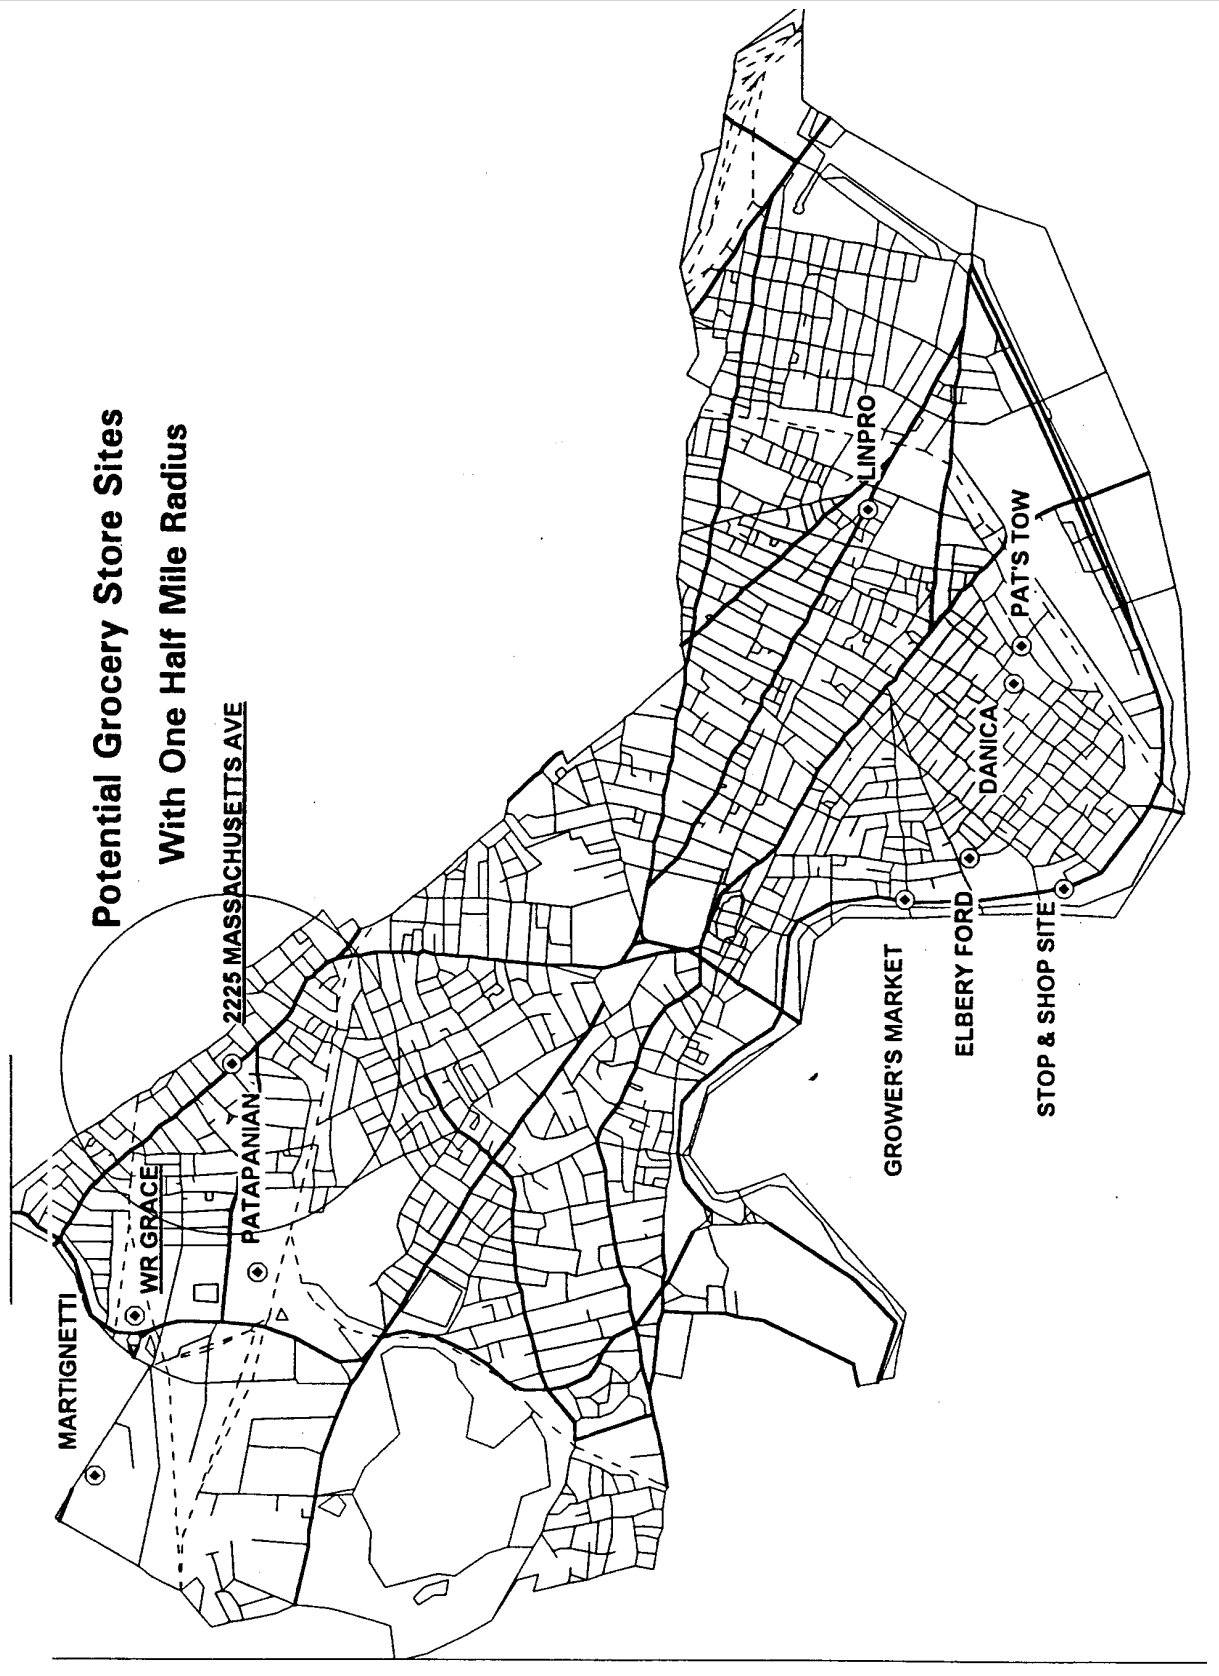 Potential Grocery Store Sites
With One Half Mile Radius
MARTIGNETTI
WR GRACE
2225 MASSACHUSETTS AVE
PATAPANIAN
LINPRO
GROWER'S MARKET
ELBERY FORD
DANICA
PAT'S TOW
STOP & SHOP SITE